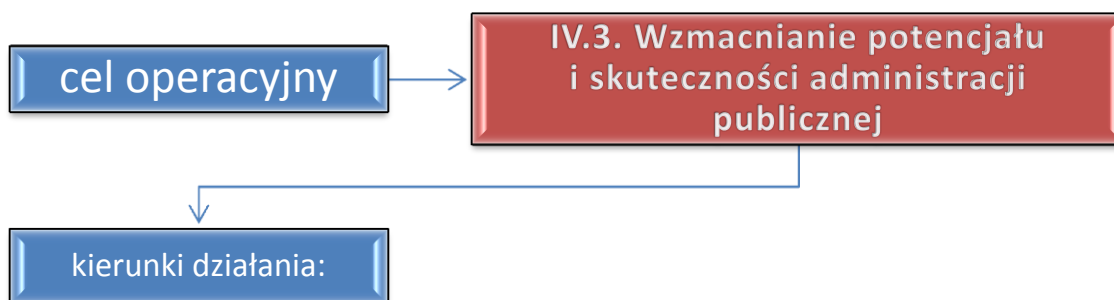 cel operacyjny
IV.3. Wzmacnianie potencjału
i skuteczności administracji
publicznej
kierunki działania: